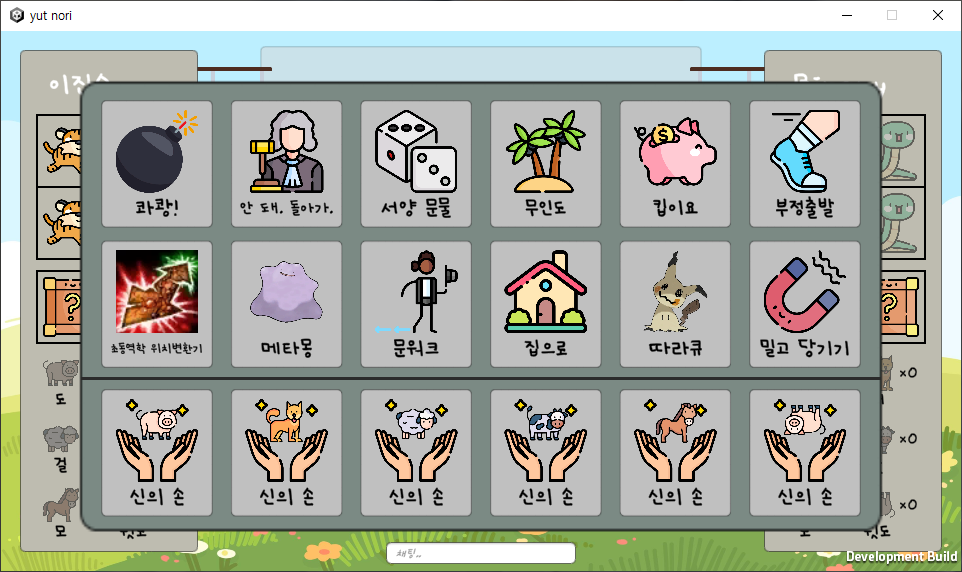 yut nori
콰쾅!
안 돼. 돌아가.
서양 문물
무인도
킵이요
부정출발
초동역학 위치변환기
메타몽
문워크
집으로
따라큐
밀고 당기기
신의 손
신의 손
신의 손
신의 손
신의 손
신의 손
?
?
도
걸
모
×0
×0
×0
채팅..
Development Build